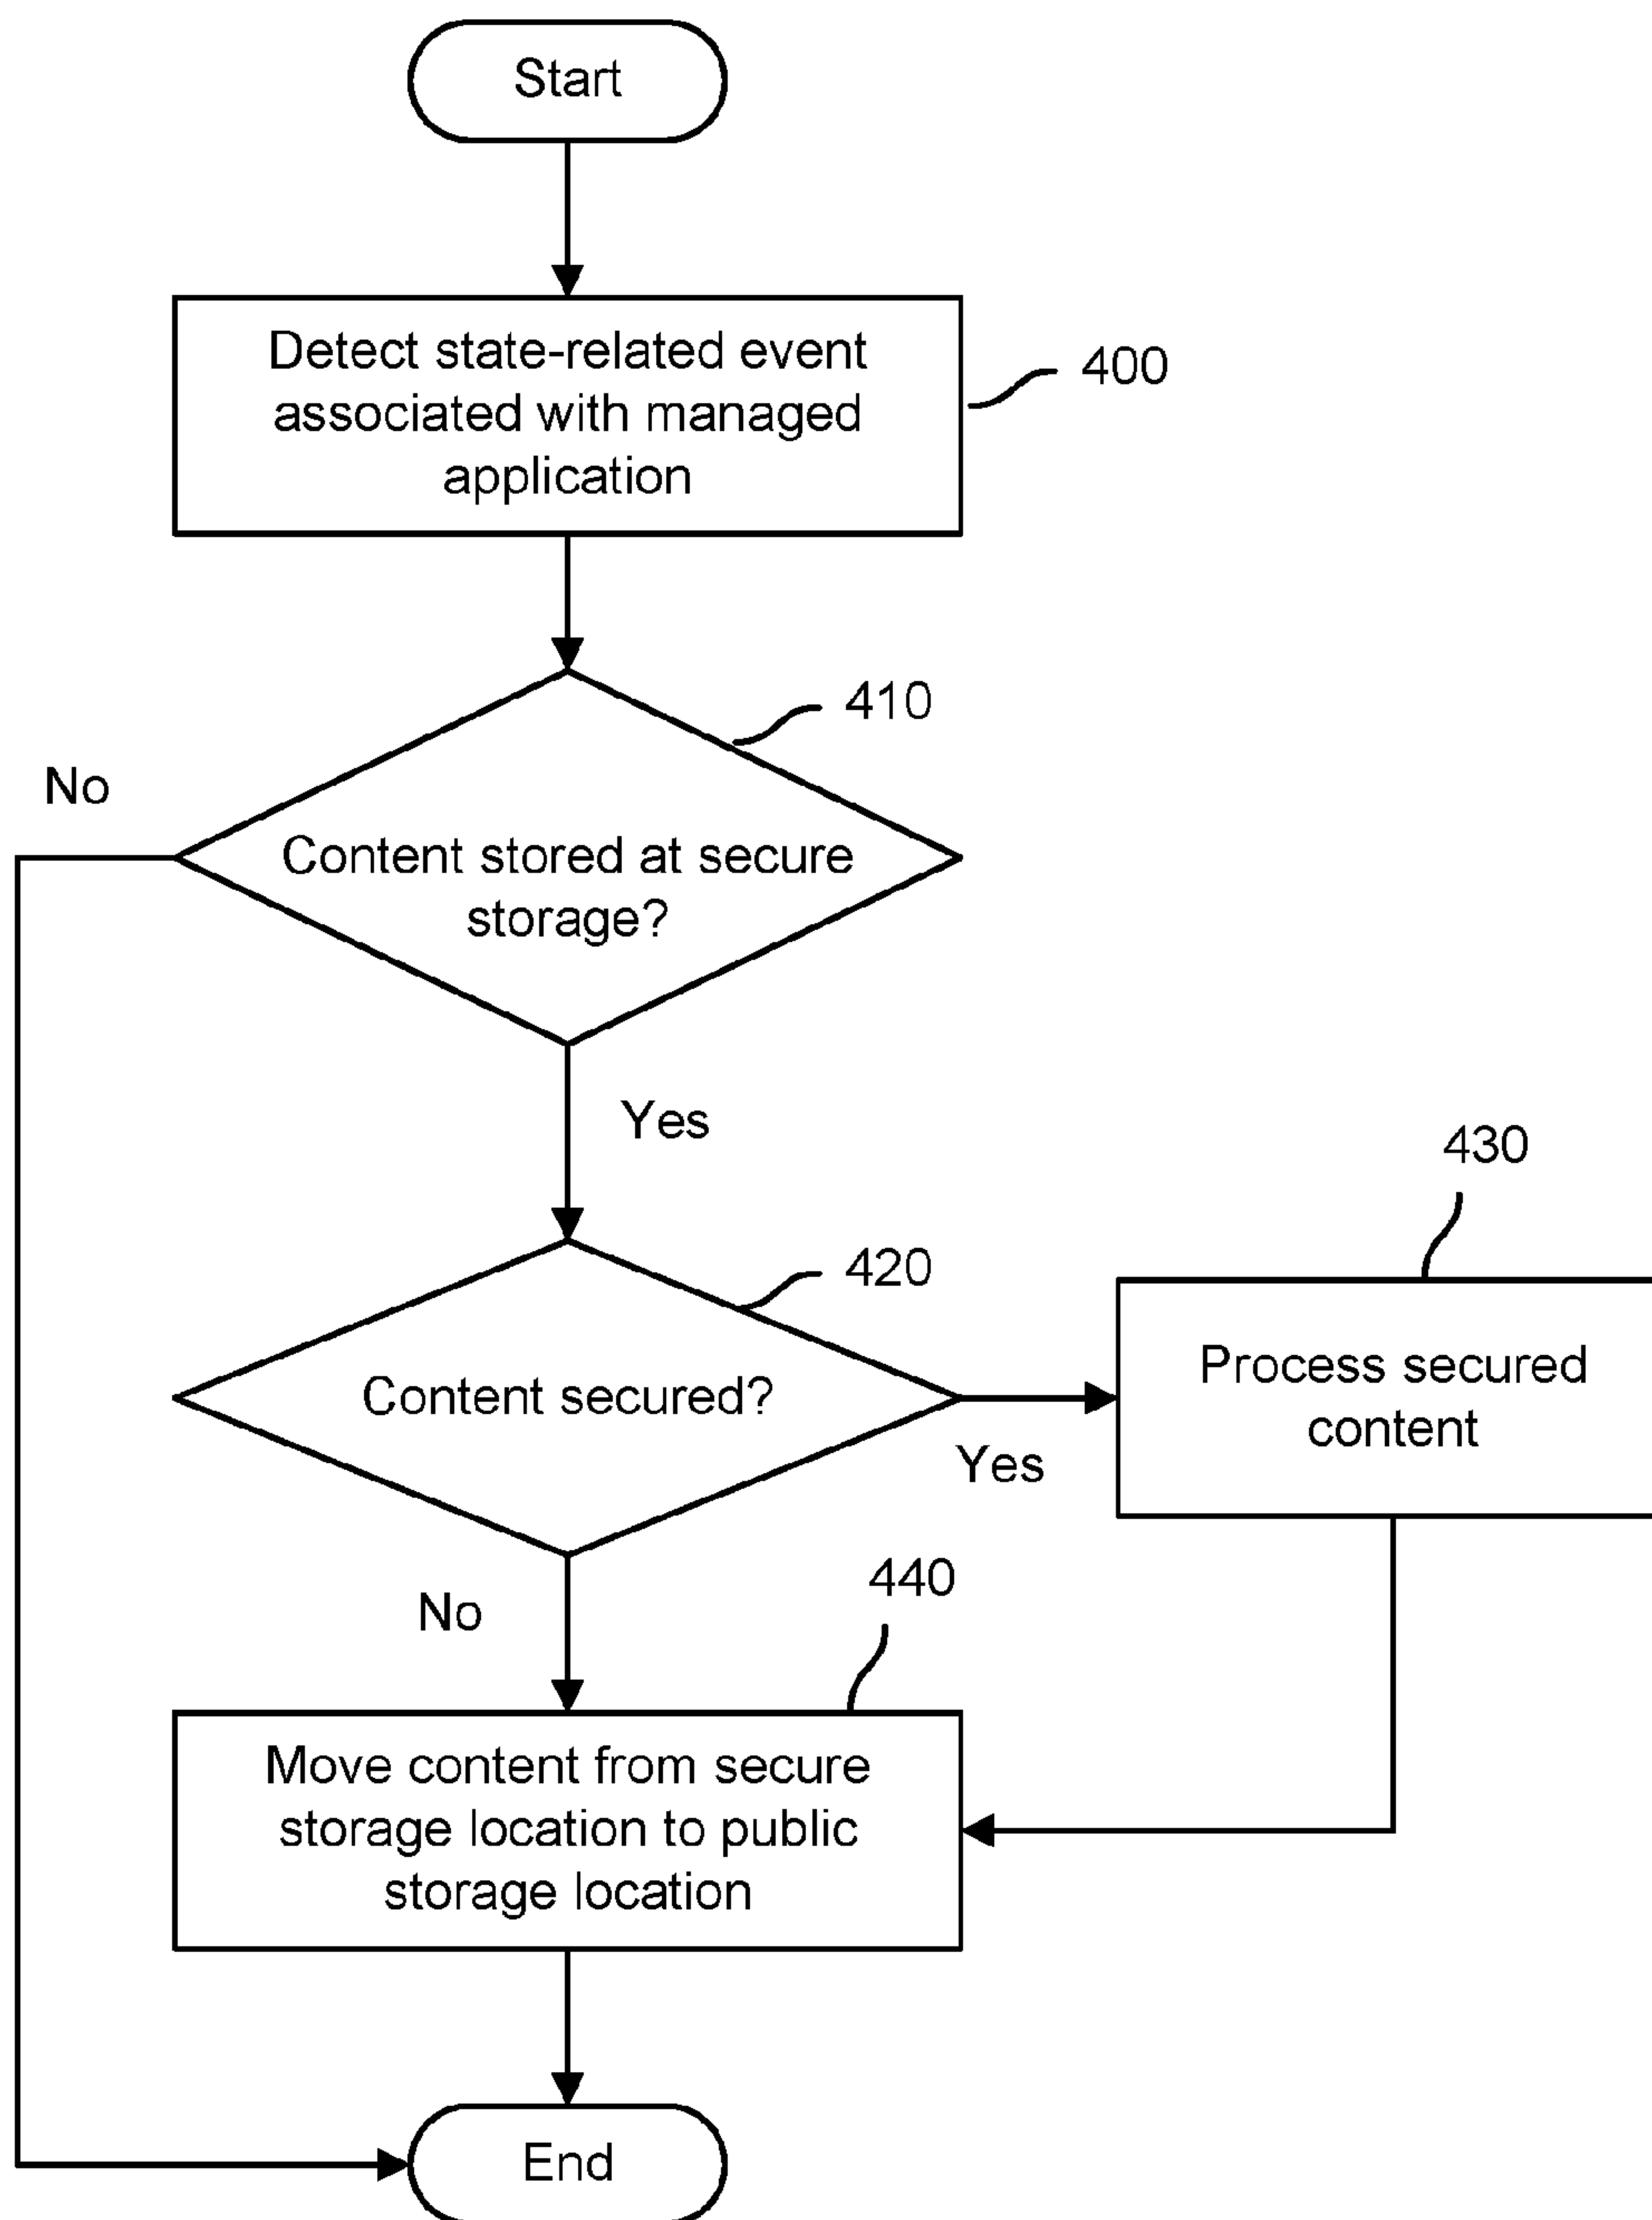 Start
Detect state-related event
associated with managed
application
400
410
No
Content stored at secure
storage?
Yes
430
420
Process secured
content
Content secured?
Yes
440
No
Move content from secure
storage location to public
storage location
End